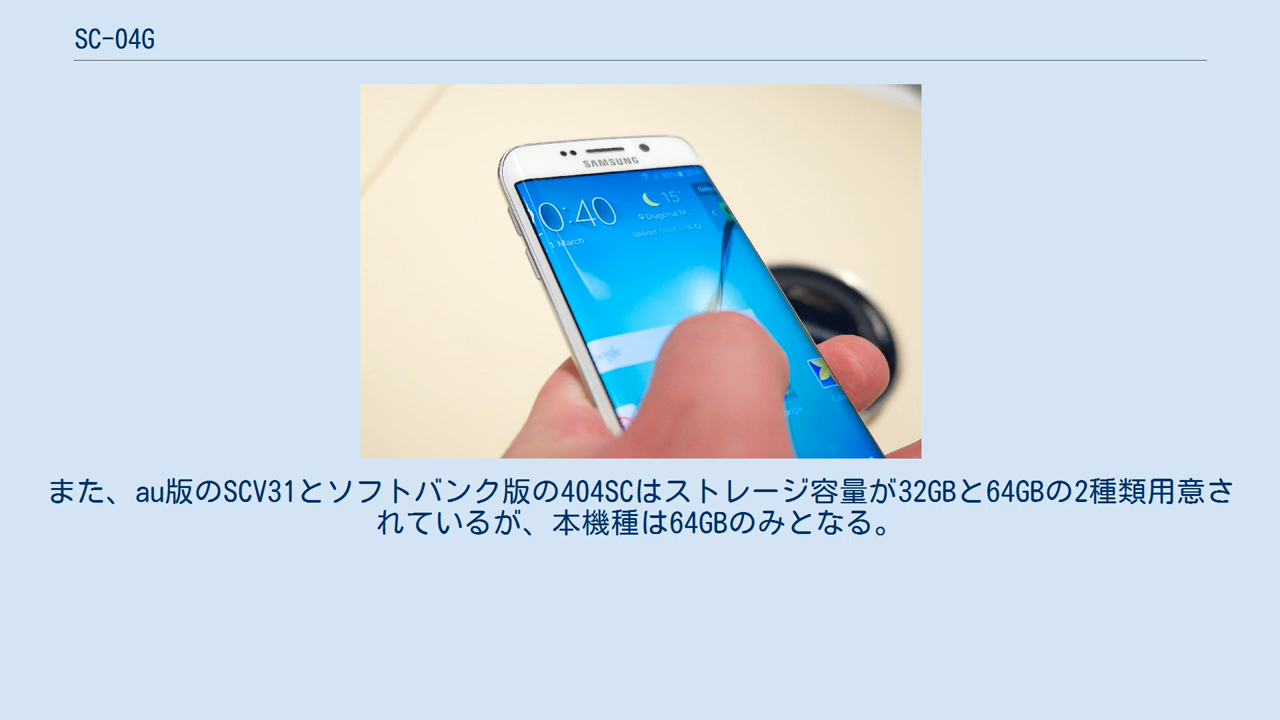 SC-04G
SAMSUNG
0:40
15°
Diagonal M...
March
また、au版のSCV31とソフトバンク版の404SCはストレージ容量が32GBと64GBの2種類用意さ
れているが、本機種は64GBのみとなる。